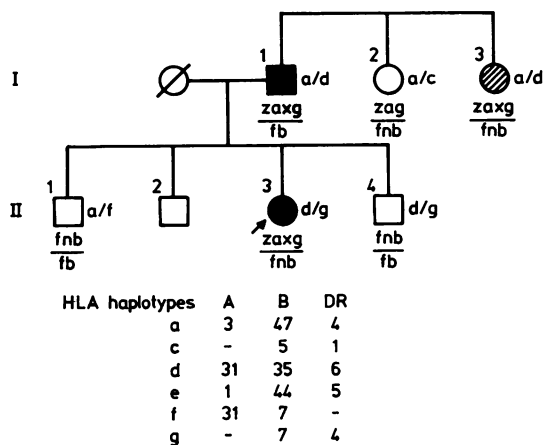 I
1 a/d
zaxg
fb
2 a/c
zag
fnb
3 a/d
zaxg
fnb
II
1 a/f
fnb
fb
2
3 d/g
zaxg
fnb
4 d/g
fnb
fb
HLA haplotypes A B DR
a 3 47 4
c - 5 1
d 31 35 6
e 1 44 5
f 31 7 -
g - 7 4